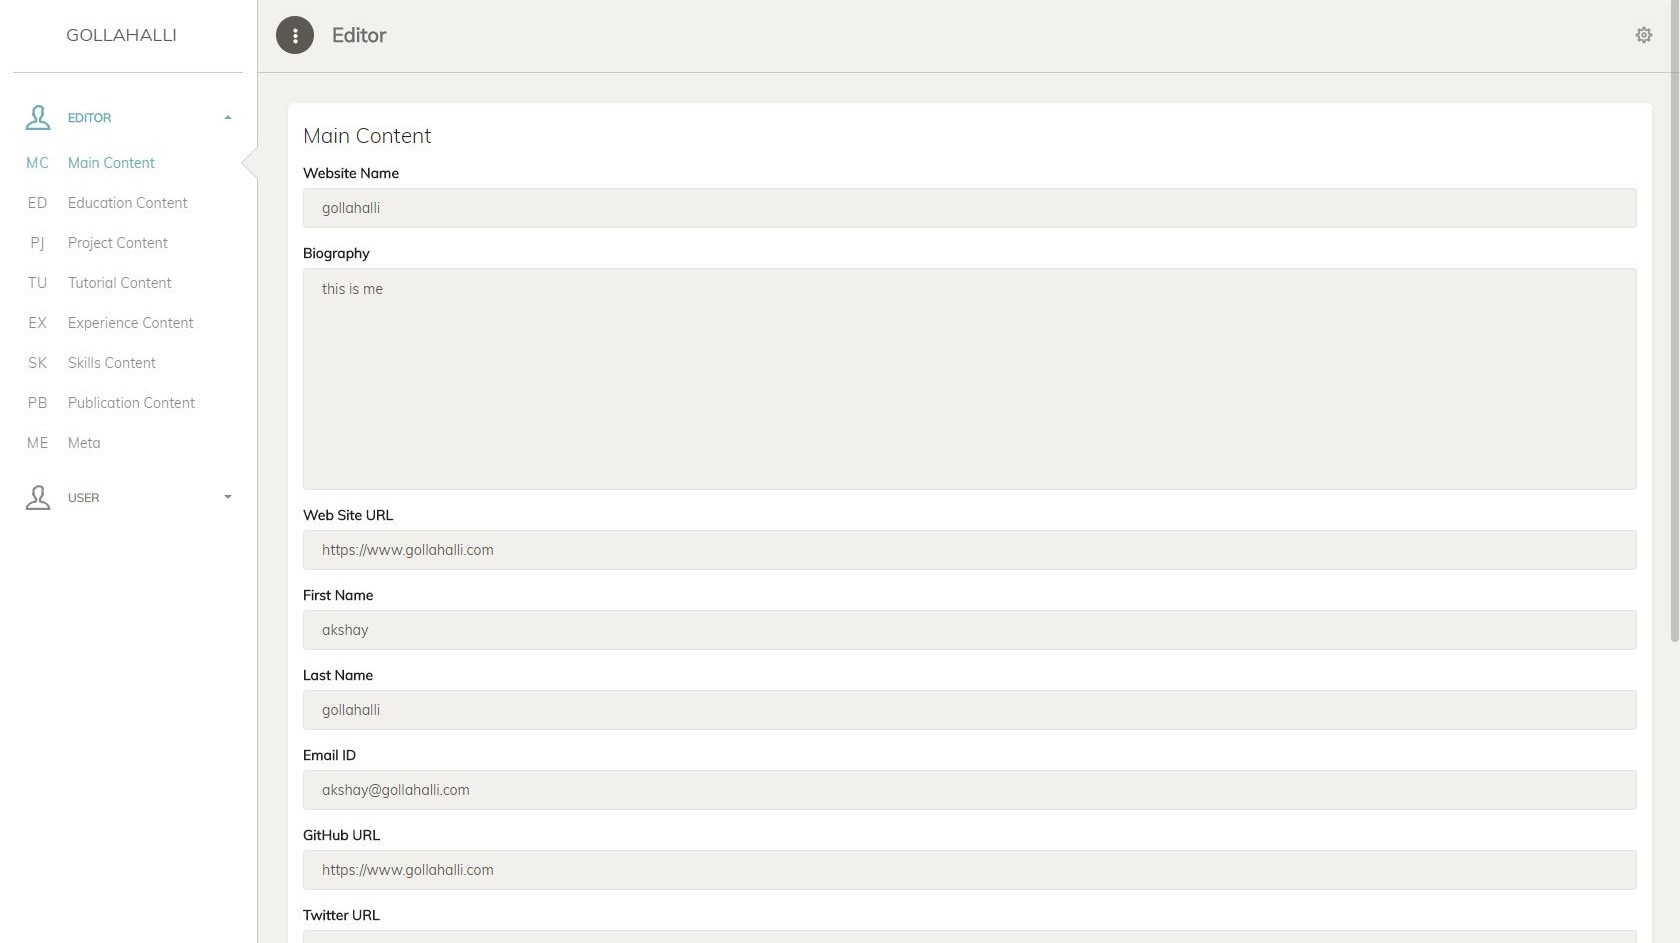 GOLLAHALLI
EDITOR
MC Main Content
ED Education Content
PJ Project Content
TU Tutorial Content
EX Experience Content
SK Skills Content
PB Publication Content
ME Meta
USER
Editor
Main Content
Website Name
gollahalli
Biography
this is me
Web Site URL
https://www.gollahalli.com
First Name
akshay
Last Name
gollahalli
Email ID
akshay@gollahalli.com
GitHub URL
https://www.gollahalli.com
Twitter URL